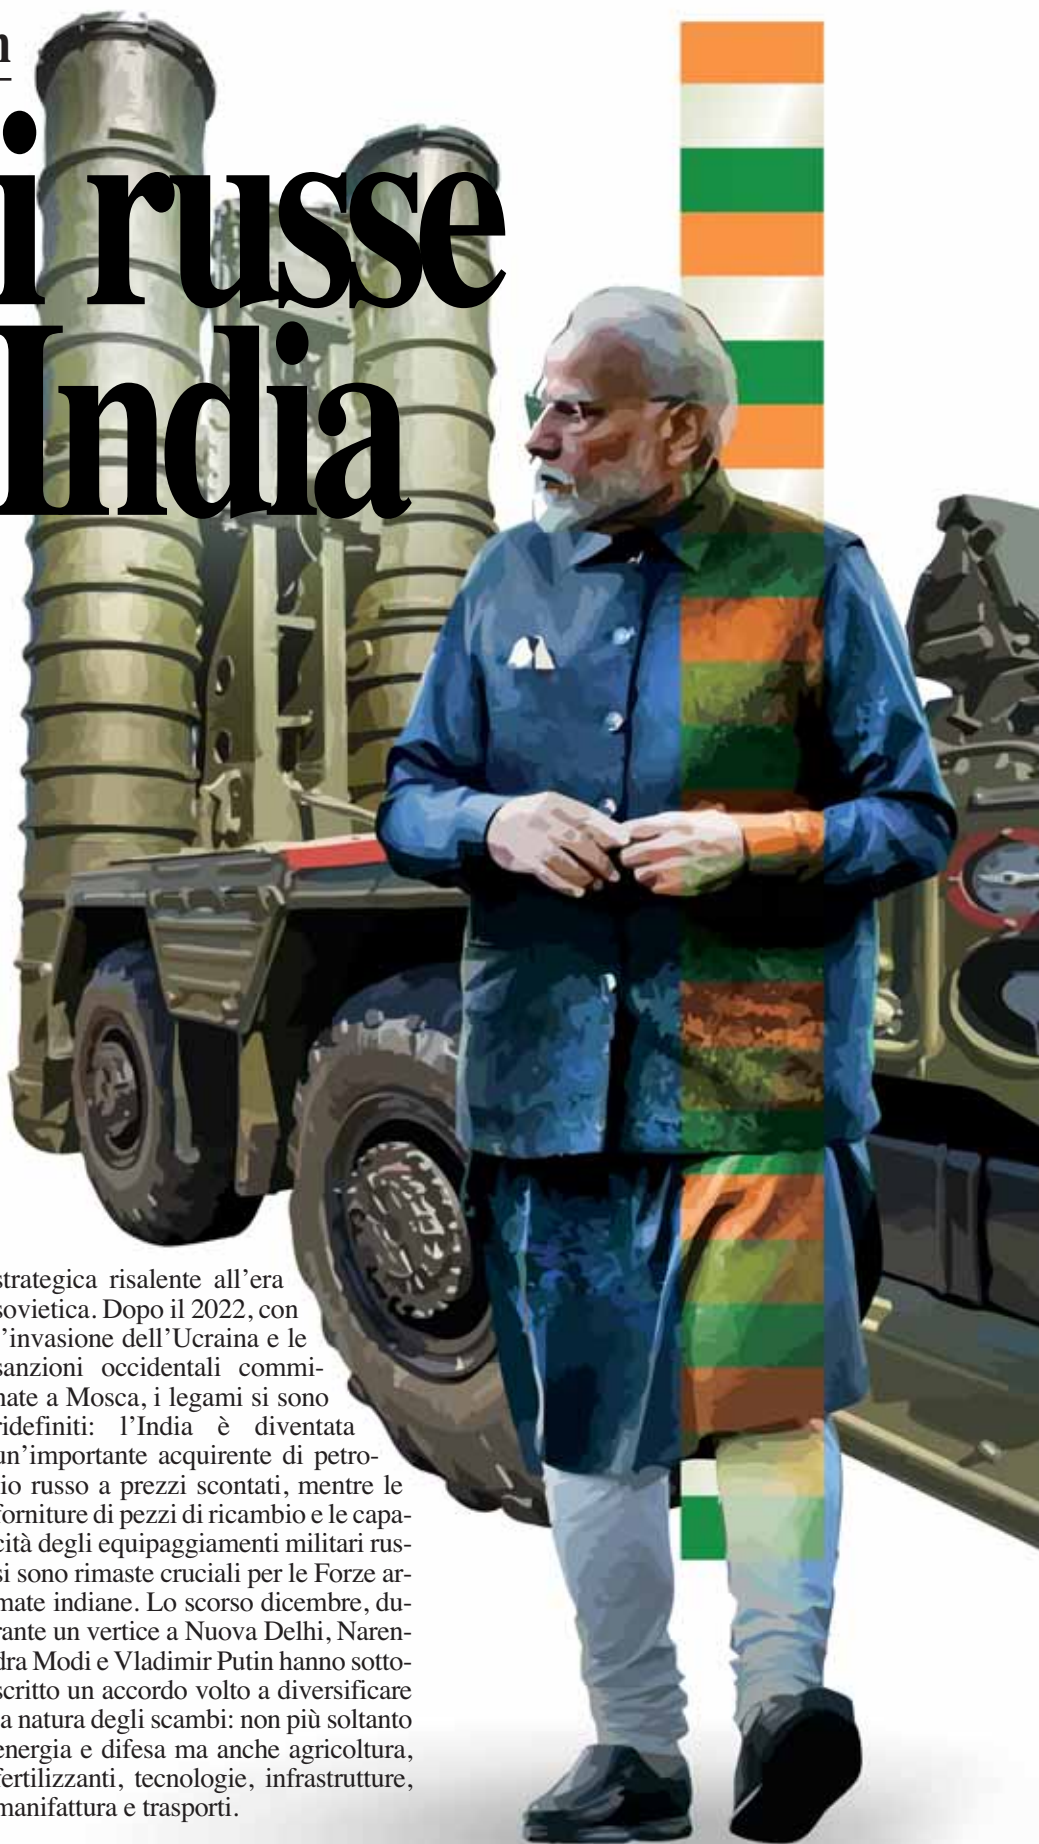 i russe
India
strategica risalente all'era
sovietica. Dopo il 2022, con
l'invasione dell'Ucraina e le
sanzioni occidentali commi-
nate a Mosca, i legami si sono
ridefiniti: l'India è diventata
un'importante acquirente di petro-
lio russo a prezzi scontati, mentre le
forniture di pezzi di ricambio e le capa-
cità degli equipaggiamenti militari rus-
si sono rimaste cruciali per le Forze ar-
mate indiane. Lo scorso dicembre, du-
rante un vertice a Nuova Delhi, Naren-
dra Modi e Vladimir Putin hanno sotto-
scritto un accordo volto a diversificare
la natura degli scambi: non più soltanto
energia e difesa ma anche agricoltura,
fertilizzanti, tecnologie, infrastrutture,
manifattura e trasporti.